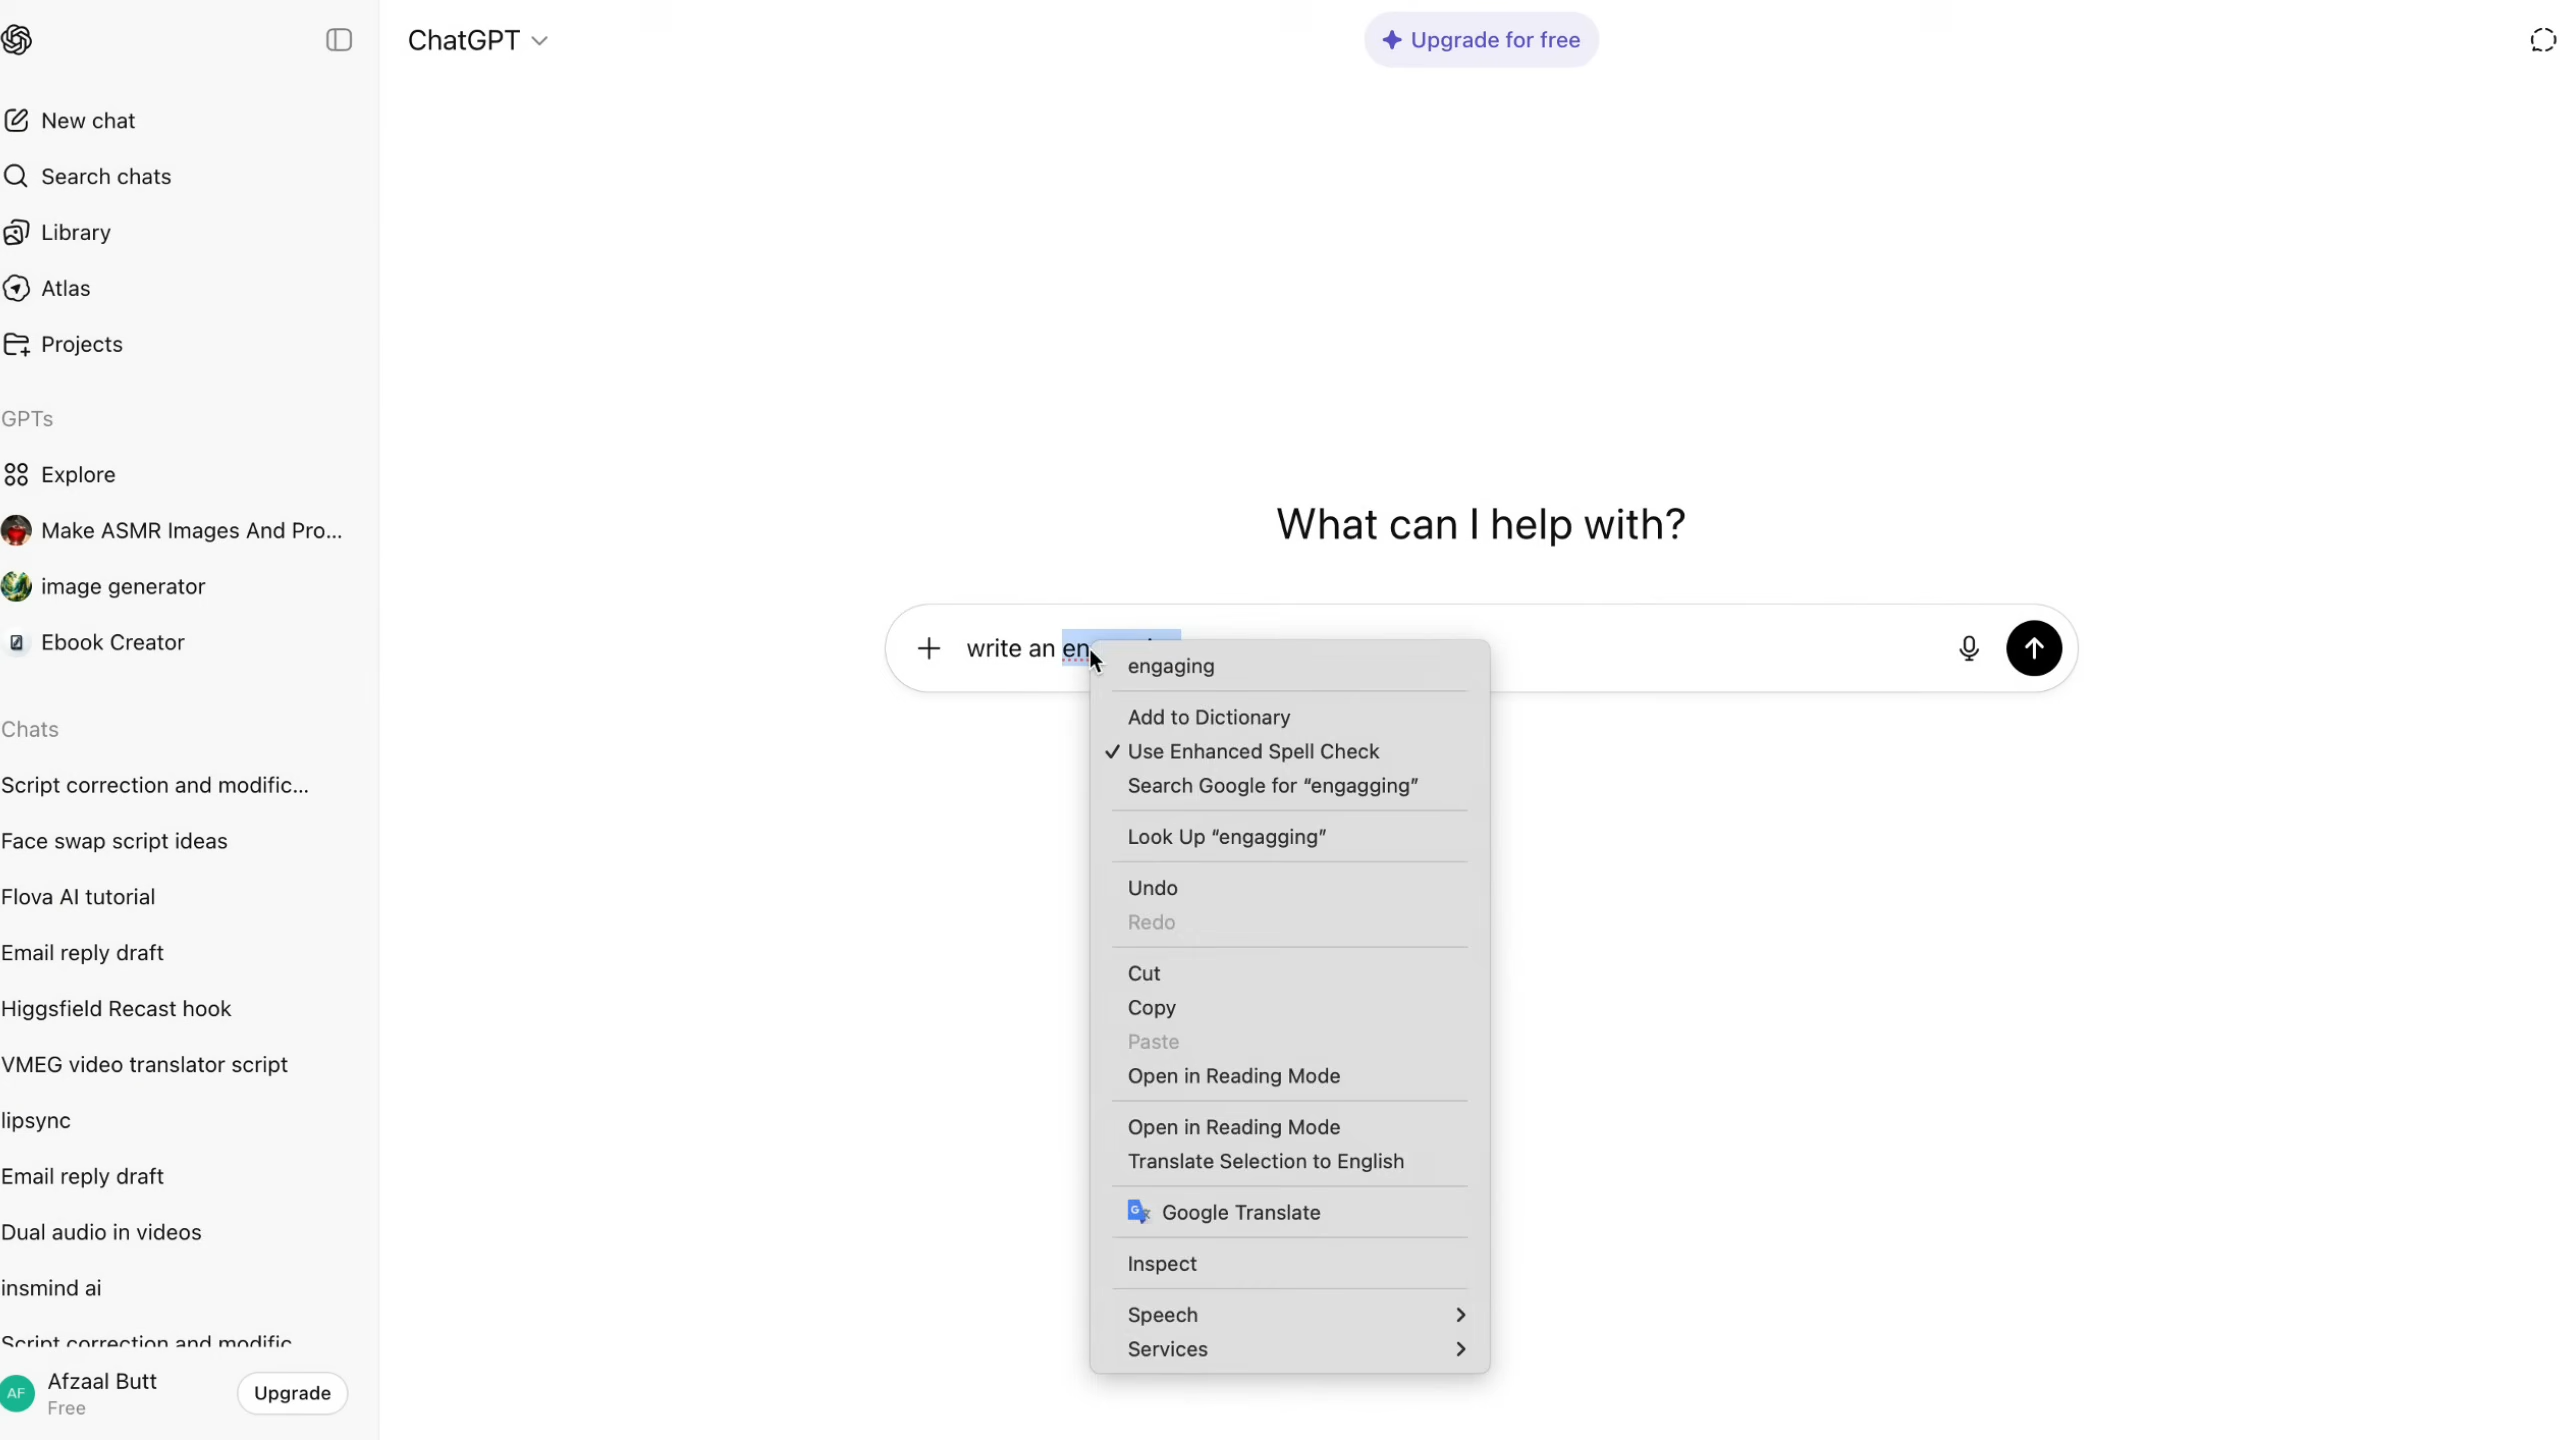 ChatGPT
Upgrade for free
New chat
Search chats
Library
Atlas
Projects
GPTs
Explore
Make ASMR Images And Pro...
image generator
Ebook Creator
Chats
Script correction and modific...
Face swap script ideas
Flova AI tutorial
Email reply draft
Higgsfield Recast hook
VMEG video translator script
lipsync
Email reply draft
Dual audio in videos
insmind ai
Script correction and modific
AF
Afzaal Butt
Free
Upgrade
What can I help with?
write an
engaging
Add to Dictionary
✓ Use Enhanced Spell Check
Search Google for “engagging”
Look Up “engagging”
Undo
Redo
Cut
Copy
Paste
Open in Reading Mode
Open in Reading Mode
Translate Selection to English
Google Translate
Inspect
Speech
Services